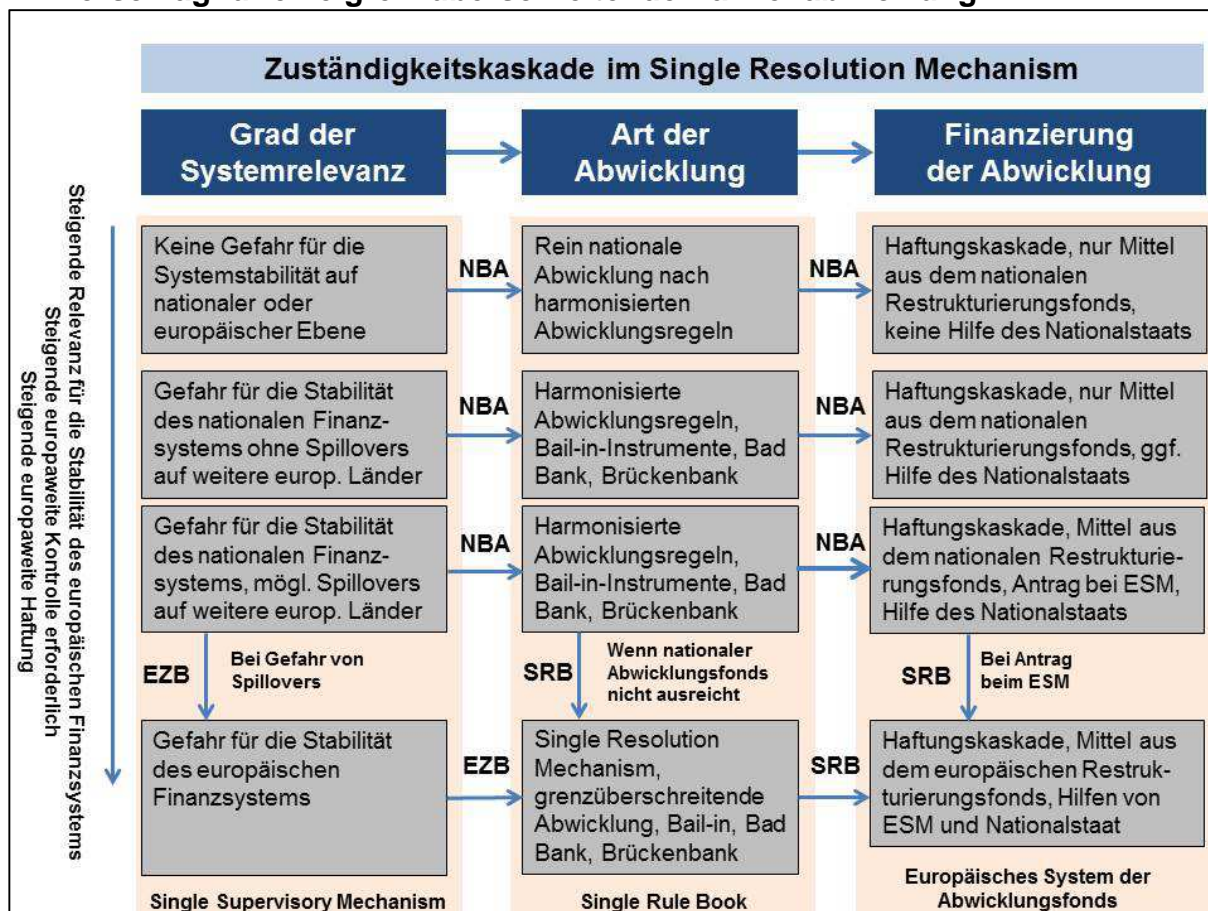 Zuständigkeitskaskade im Single Resolution Mechanism
Grad der
Systemrelevanz
Art der
Abwicklung
Finanzierung
der Abwicklung
Steigende Relevanz für die Stabilität des europäischen Finanzsystems
Steigende europaweite Kontrolle erforderlich
Steigende europaweite Haftung
Keine Gefahr für die
Systemstabilität auf
nationaler oder
europäischer Ebene
NBA
Rein nationale
Abwicklung nach
harmonisierten
Abwicklungsregeln
NBA
Haftungskaskade, nur Mittel
aus dem nationalen
Restrukturierungsfonds,
keine Hilfe des Nationalstaats
Gefahr für die Stabilität
des nationalen Finanz-
systems ohne Spillovers
auf weitere europ. Länder
NBA
Harmonisierte
Abwicklungsregeln,
Bail-in-Instrumente, Bad
Bank, Brückenbank
NBA
Haftungskaskade, nur Mittel
aus dem nationalen
Restrukturierungsfonds, ggf.
Hilfe des Nationalstaats
Gefahr für die Stabilität
des nationalen Finanz-
systems, mögl. Spillovers
auf weitere europ. Länder
NBA
Harmonisierte
Abwicklungsregeln,
Bail-in-Instrumente, Bad
Bank, Brückenbank
NBA
Haftungskaskade, Mittel aus
dem nationalen Restrukturie-
rungsfonds, Antrag bei ESM,
Hilfe des Nationalstaats
EZB
Bei Gefahr von
Spillovers
SRB
Wenn nationaler
Abwicklungsfonds
nicht ausreicht
SRB
Bei Antrag
beim ESM
Gefahr für die Stabilität
des europäischen
Finanzsystems
EZB
Single Resolution
Mechanism,
grenzüberschreitende
Abwicklung, Bail-in, Bad
Bank, Brückenbank
SRB
Haftungskaskade, Mittel aus
dem europäischen Restruk-
turierungsfonds, Hilfen von
ESM und Nationalstaat
Single Supervisory Mechanism
Single Rule Book
Europäisches System der
Abwicklungsfonds